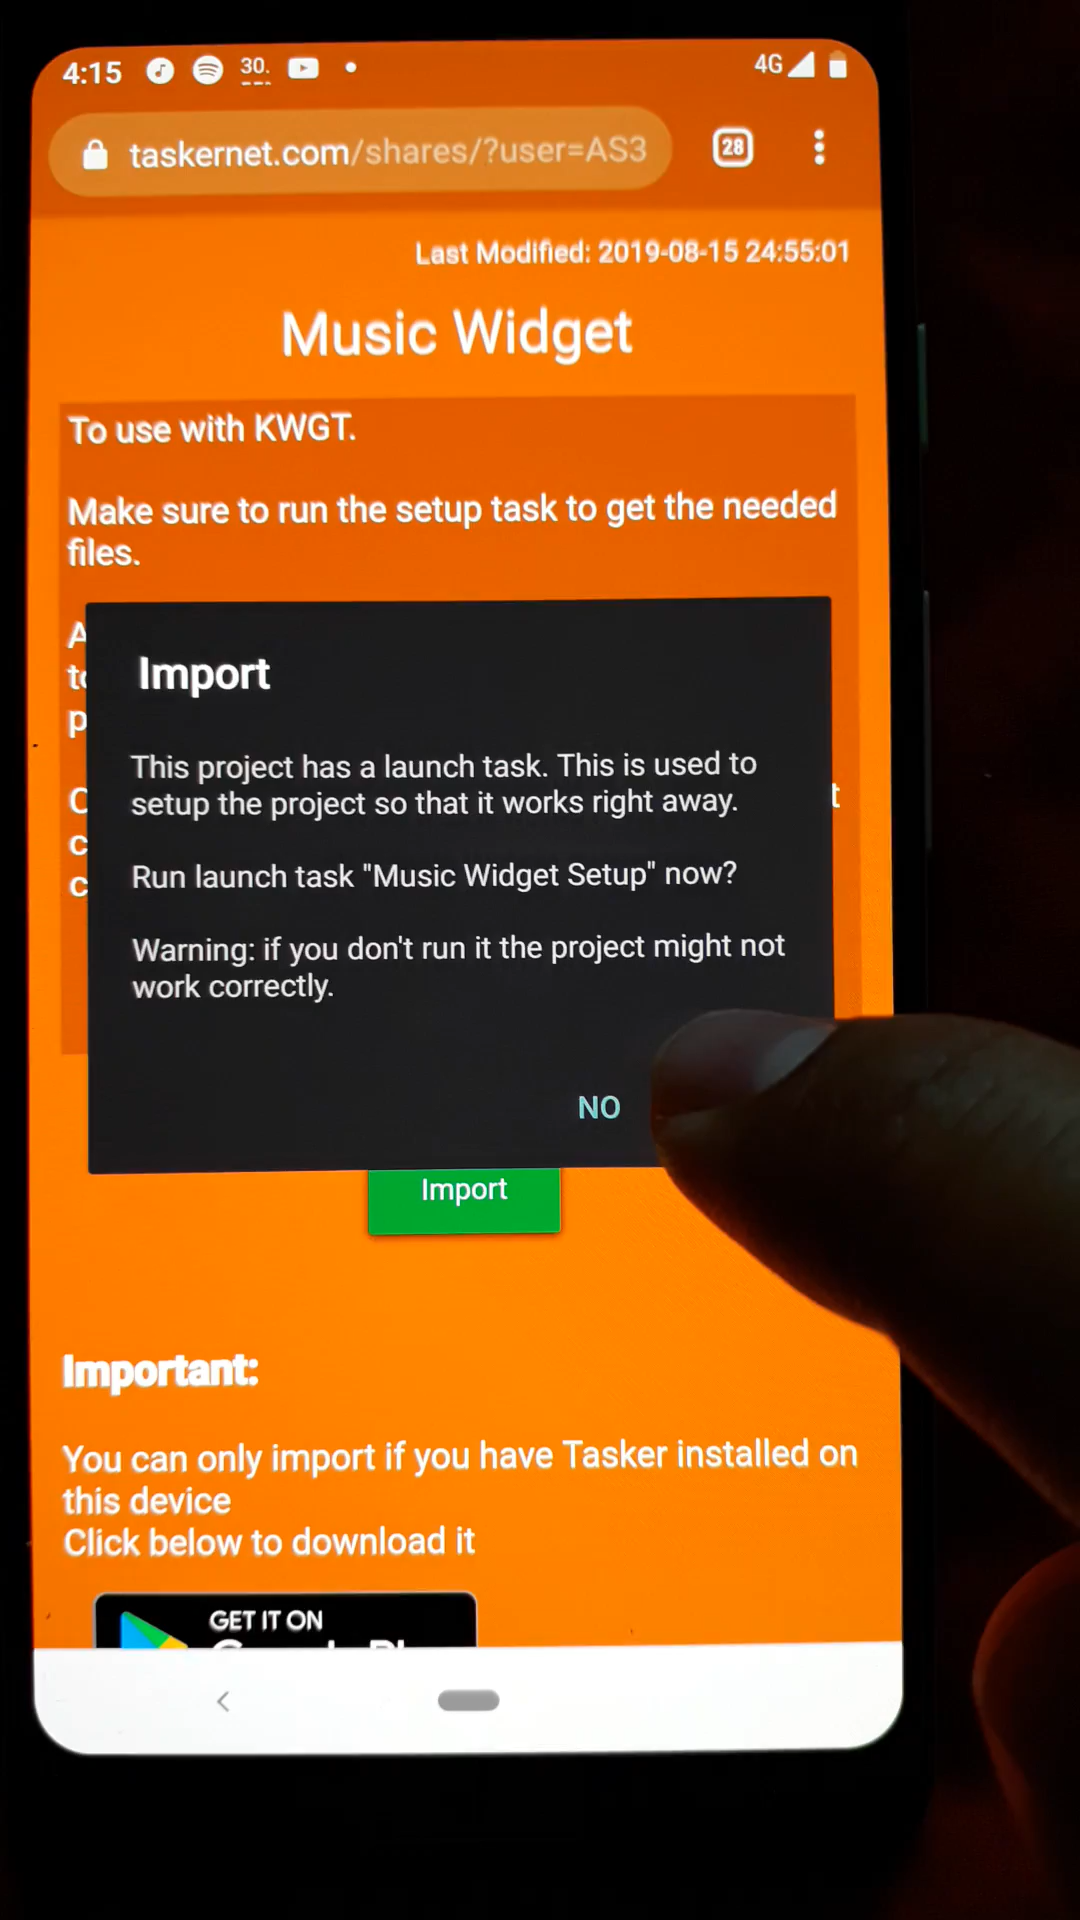 4:15 30. 4G
taskernet.com/shares/?user=AS3 28
Last Modified: 2019-08-15 24:55:01
Music Widget
To use with KWGT.
Make sure to run the setup task to get the needed
files.
Import
This project has a launch task. This is used to
setup the project so that it works right away.
Run launch task "Music Widget Setup" now?
Warning: if you don't run it the project might not
work correctly.
NO
Import
Important:
You can only import if you have Tasker installed on
this device
Click below to download it
GET IT ON